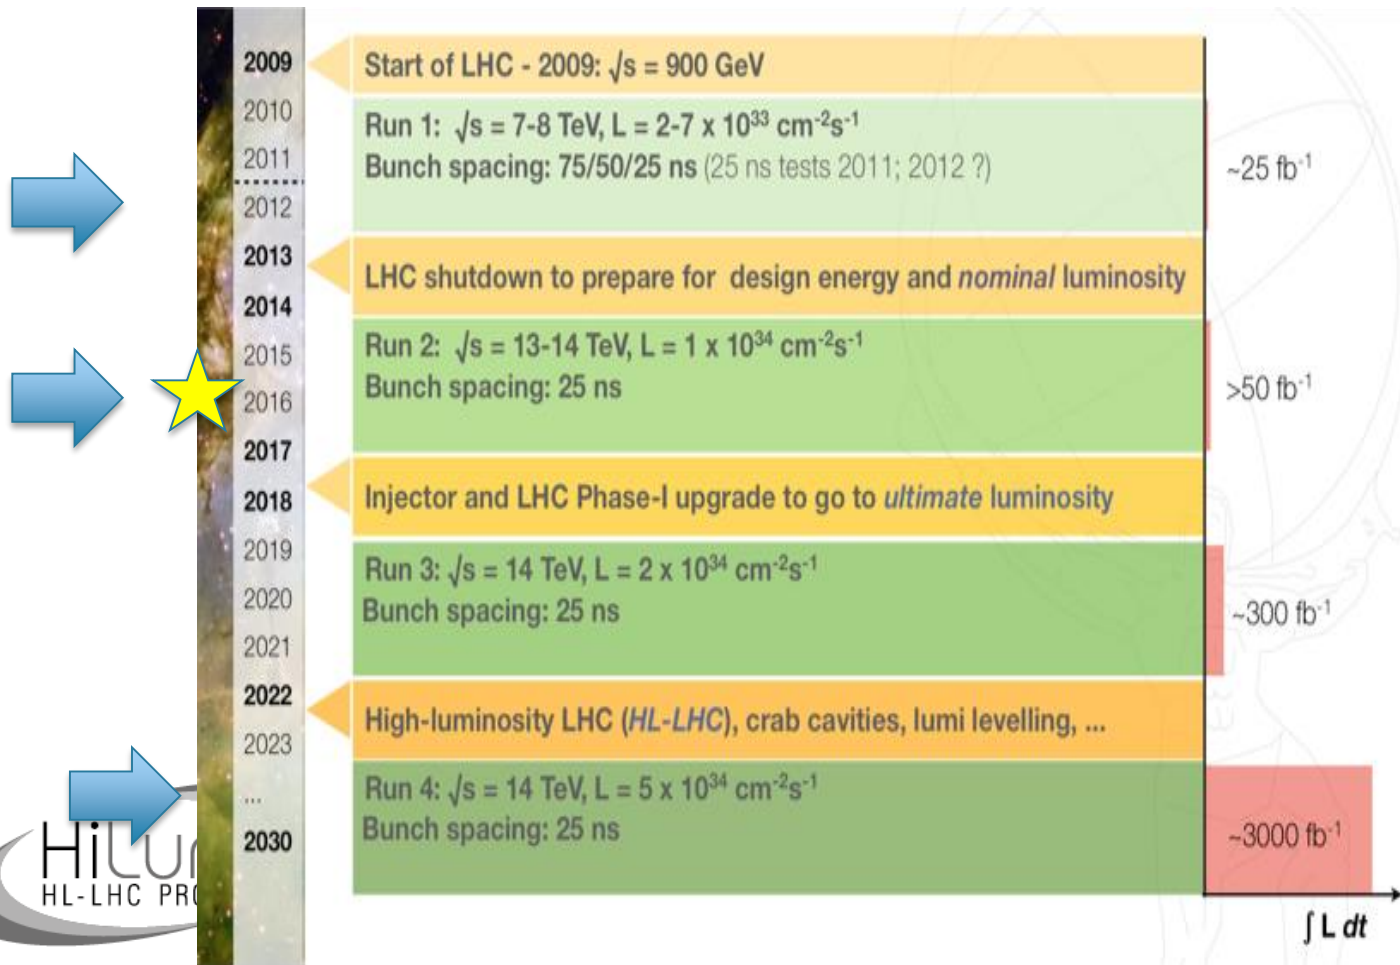 2009
Start of LHC - 2009: √s = 900 GeV
2010
Run 1: √s = 7-8 TeV, L = 2-7 x 10³³ cm⁻²s⁻¹
2011
Bunch spacing: 75/50/25 ns (25 ns tests 2011; 2012 ?)
~25 fb⁻¹
2012
2013
LHC shutdown to prepare for design energy and nominal luminosity
2014
2015
Run 2: √s = 13-14 TeV, L = 1 x 10³⁴ cm⁻²s⁻¹
2016
Bunch spacing: 25 ns
>50 fb⁻¹
2017
2018
Injector and LHC Phase-I upgrade to go to ultimate luminosity
2019
Run 3: √s = 14 TeV, L = 2 x 10³⁴ cm⁻²s⁻¹
2020
Bunch spacing: 25 ns
~300 fb⁻¹
2021
2022
High-luminosity LHC (HL-LHC), crab cavities, lumi levelling, ...
2023
Run 4: √s = 14 TeV, L = 5 x 10³⁴ cm⁻²s⁻¹
...
2030
Bunch spacing: 25 ns
~3000 fb⁻¹
HL-LHC
∫ L dt